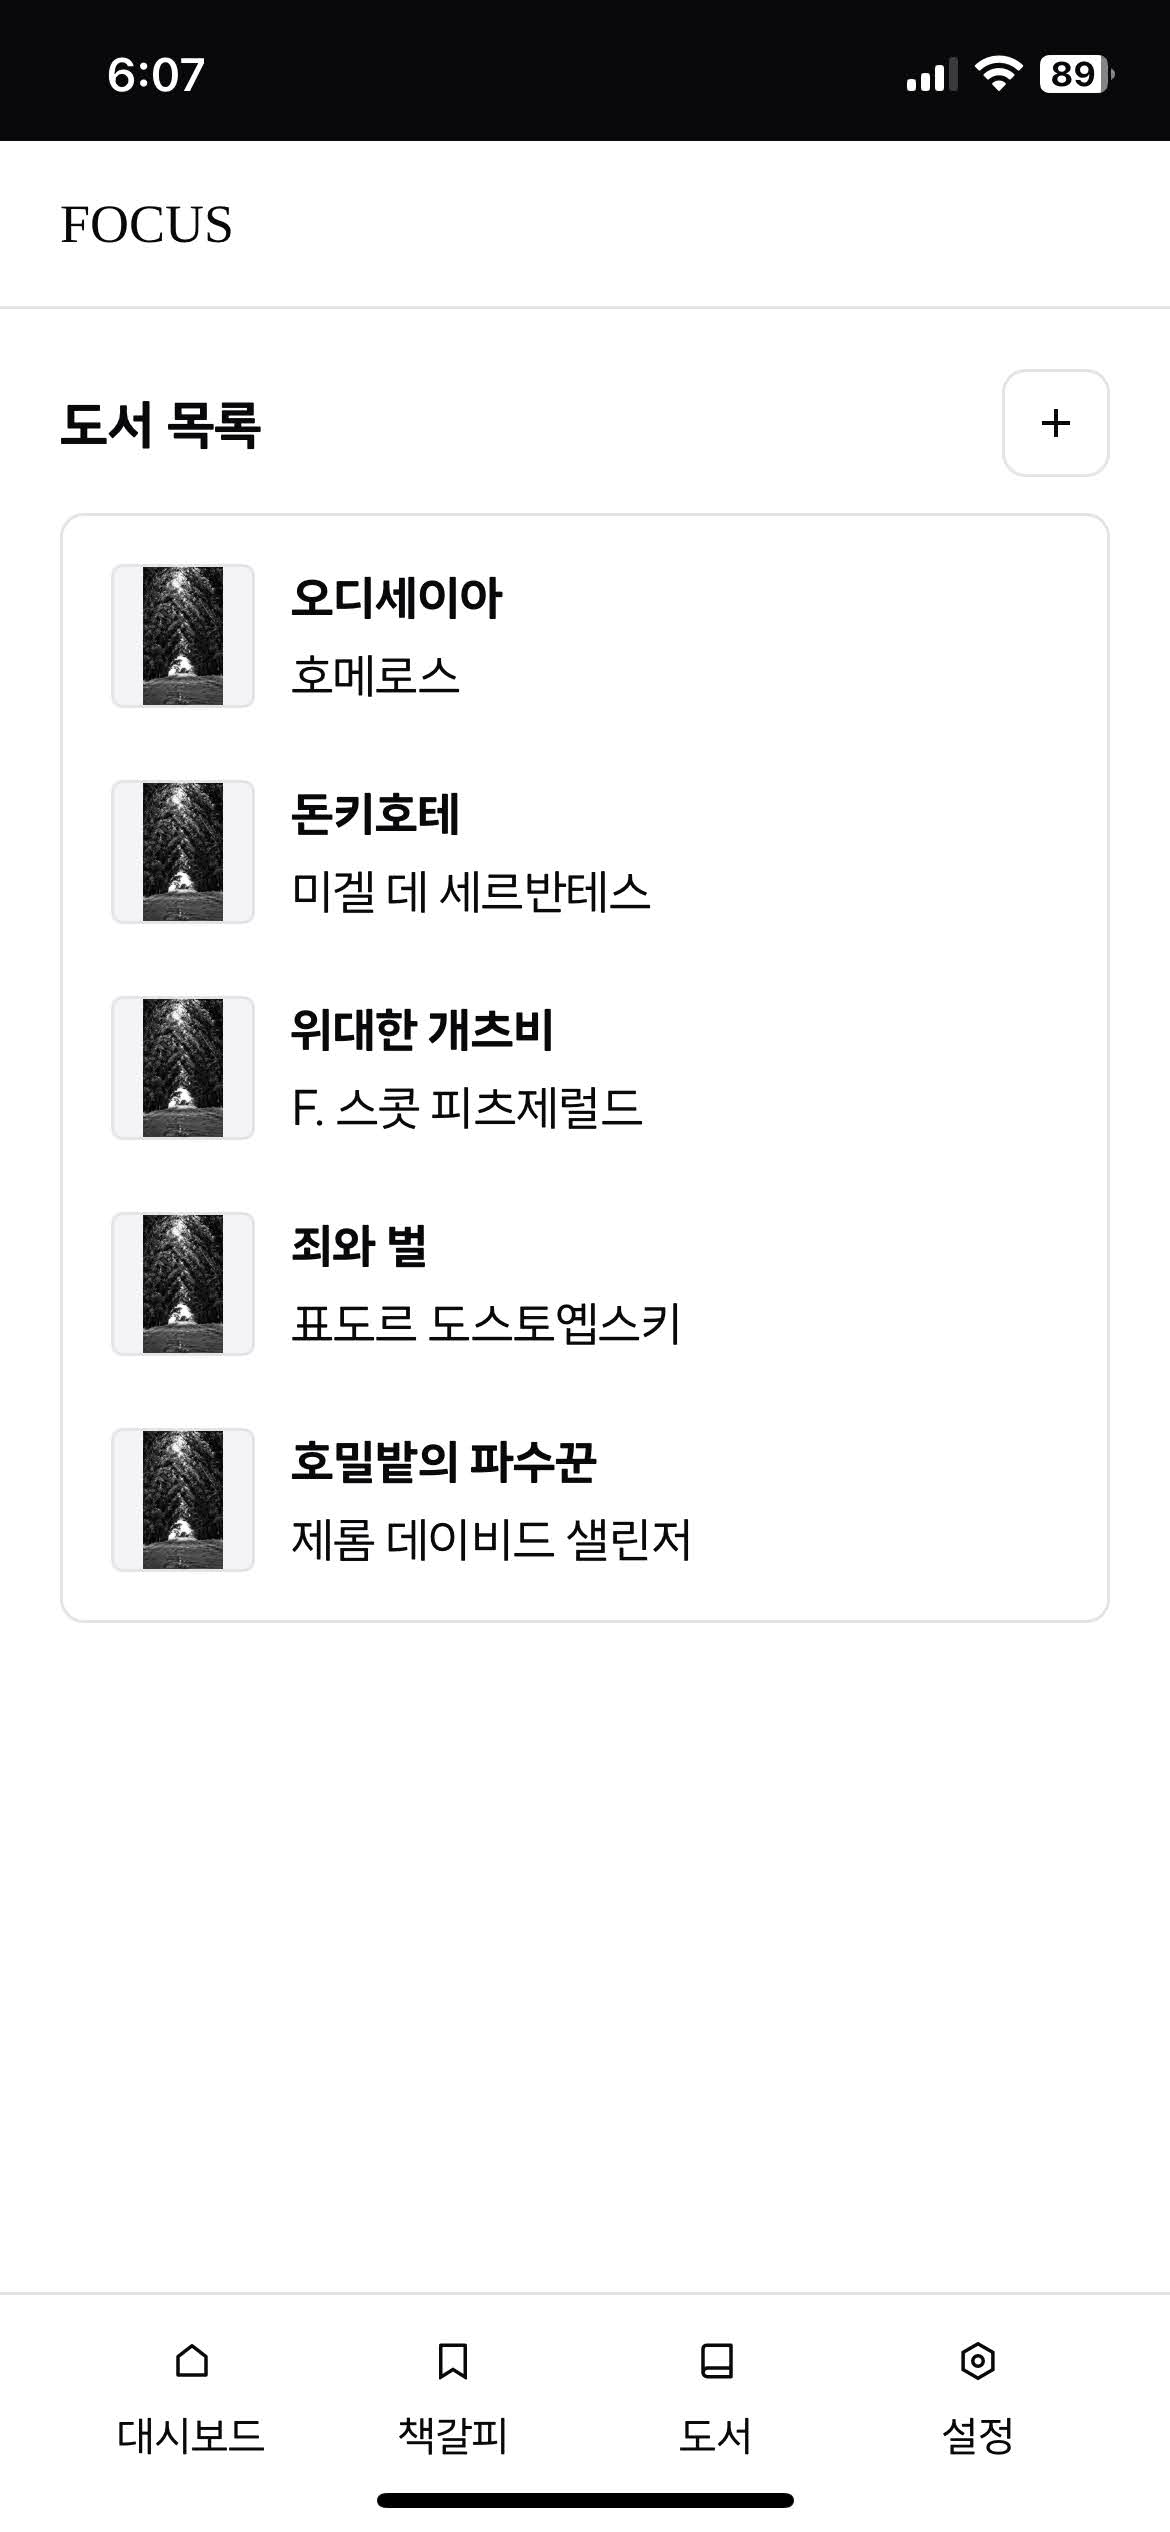 6:07
89
FOCUS
도서 목록
+
오디세이아
호메로스
돈키호테
미겔 데 세르반테스
위대한 개츠비
F. 스콧 피츠제럴드
죄와 벌
표도르 도스토옙스키
호밀밭의 파수꾼
제롬 데이비드 샐린저
대시보드
책갈피
도서
설정